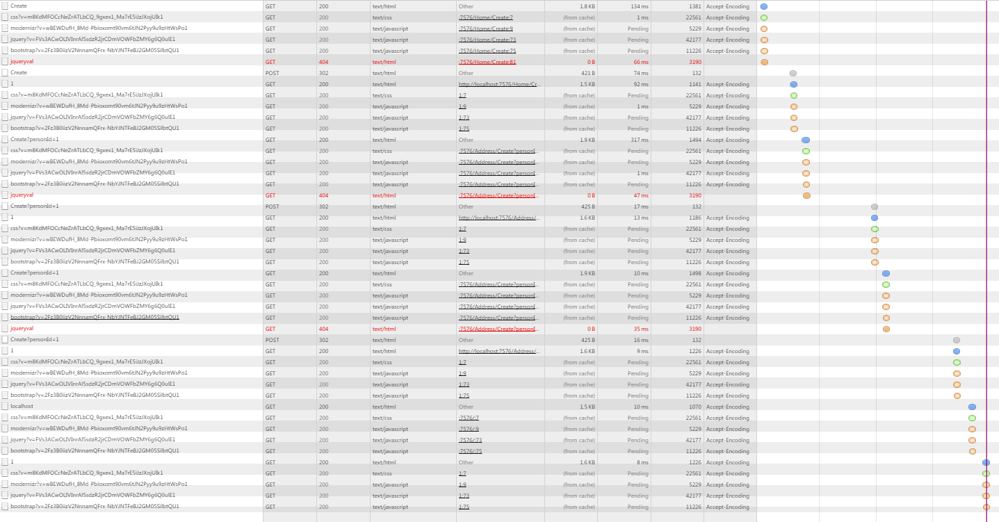 Create GET 200 text/html Other 1.8 KB 134 ms 1381 Accept-Encoding
css?v=m8KdMFOCcNeZrATLbCQ_9gxex1_Ma7rE5iJzJXojUIk1 GET 200 text/css :7576/Home/Create:7 (from cache) 1 ms 22561 Accept-Encoding
modernizr?v=wBEWDufH_8Md-Pbioxomt90vm6tJN2Pyy9u9zHtWsPo1 GET 200 text/javascript :7576/Home/Create:9 (from cache) Pending 5229 Accept-Encoding
jquery?v=FVs3ACwOLIVInrAl5sdzR2jrCDmVOWFbZMY6g6Q0ulE1 GET 200 text/javascript :7576/Home/Create:73 (from cache) Pending 42177 Accept-Encoding
bootstrap?v=2Fz3B0iizV2NnnamQFrx-NbYJNTFeBJ2GM05SilbtQU1 GET 200 text/javascript :7576/Home/Create:75 (from cache) Pending 11226 Accept-Encoding
jqueryval GET 404 text/html :7576/Home/Create:81 0 B 66 ms 3190
Create POST 302 text/html Other 421 B 74 ms 132
1 GET 200 text/html http://localhost:7576/Home/Cr... 1.5 KB 92 ms 1141 Accept-Encoding
css?v=m8KdMFOCcNeZrATLbCQ_9gxex1_Ma7rE5iJzJXojUIk1 GET 200 text/css 1:7 (from cache) Pending 22561 Accept-Encoding
modernizr?v=wBEWDufH_8Md-Pbioxomt90vm6tJN2Pyy9u9zHtWsPo1 GET 200 text/javascript 1:9 (from cache) 1 ms 5229 Accept-Encoding
jquery?v=FVs3ACwOLIVInrAl5sdzR2jrCDmVOWFbZMY6g6Q0ulE1 GET 200 text/javascript 1:73 (from cache) Pending 42177 Accept-Encoding
bootstrap?v=2Fz3B0iizV2NnnamQFrx-NbYJNTFeBJ2GM05SilbtQU1 GET 200 text/javascript 1:75 (from cache) Pending 11226 Accept-Encoding
Create?personId=1 GET 200 text/html Other 1.9 KB 317 ms 1494 Accept-Encoding
css?v=m8KdMFOCcNeZrATLbCQ_9gxex1_Ma7rE5iJzJXojUIk1 GET 200 text/css :7576/Address/Create?personI... (from cache) Pending 22561 Accept-Encoding
modernizr?v=wBEWDufH_8Md-Pbioxomt90vm6tJN2Pyy9u9zHtWsPo1 GET 200 text/javascript :7576/Address/Create?personI... (from cache) Pending 5229 Accept-Encoding
jquery?v=FVs3ACwOLIVInrAl5sdzR2jrCDmVOWFbZMY6g6Q0ulE1 GET 200 text/javascript :7576/Address/Create?personI... (from cache) 1 ms 42177 Accept-Encoding
bootstrap?v=2Fz3B0iizV2NnnamQFrx-NbYJNTFeBJ2GM05SilbtQU1 GET 200 text/javascript :7576/Address/Create?personI... (from cache) Pending 11226 Accept-Encoding
jqueryval GET 404 text/html :7576/Address/Create?personI... 0 B 47 ms 3190
Create?personId=1 POST 302 text/html Other 425 B 17 ms 132
1 GET 200 text/html http://localhost:7576/Address/... 1.6 KB 13 ms 1186 Accept-Encoding
css?v=m8KdMFOCcNeZrATLbCQ_9gxex1_Ma7rE5iJzJXojUIk1 GET 200 text/css 1:7 (from cache) Pending 22561 Accept-Encoding
modernizr?v=wBEWDufH_8Md-Pbioxomt90vm6tJN2Pyy9u9zHtWsPo1 GET 200 text/javascript 1:9 (from cache) Pending 5229 Accept-Encoding
jquery?v=FVs3ACwOLIVInrAl5sdzR2jrCDmVOWFbZMY6g6Q0ulE1 GET 200 text/javascript 1:73 (from cache) Pending 42177 Accept-Encoding
bootstrap?v=2Fz3B0iizV2NnnamQFrx-NbYJNTFeBJ2GM05SilbtQU1 GET 200 text/javascript 1:75 (from cache) Pending 11226 Accept-Encoding
Create?personId=1 GET 200 text/html Other 1.9 KB 10 ms 1498 Accept-Encoding
css?v=m8KdMFOCcNeZrATLbCQ_9gxex1_Ma7rE5iJzJXojUIk1 GET 200 text/css :7576/Address/Create?personI... (from cache) Pending 22561 Accept-Encoding
modernizr?v=wBEWDufH_8Md-Pbioxomt90vm6tJN2Pyy9u9zHtWsPo1 GET 200 text/javascript :7576/Address/Create?personI... (from cache) Pending 5229 Accept-Encoding
jquery?v=FVs3ACwOLIVInrAl5sdzR2jrCDmVOWFbZMY6g6Q0ulE1 GET 200 text/javascript :7576/Address/Create?personI... (from cache) Pending 42177 Accept-Encoding
bootstrap?v=2Fz3B0iizV2NnnamQFrx-NbYJNTFeBJ2GM05SilbtQU1 GET 200 text/javascript :7576/Address/Create?personI... (from cache) Pending 11226 Accept-Encoding
jqueryval GET 404 text/html :7576/Address/Create?personI... 0 B 35 ms 3190
Create?personId=1 POST 302 text/html Other 425 B 16 ms 132
1 GET 200 text/html http://localhost:7576/Address/... 1.6 KB 9 ms 1226 Accept-Encoding
css?v=m8KdMFOCcNeZrATLbCQ_9gxex1_Ma7rE5iJzJXojUIk1 GET 200 text/css 1:7 (from cache) Pending 22561 Accept-Encoding
modernizr?v=wBEWDufH_8Md-Pbioxomt90vm6tJN2Pyy9u9zHtWsPo1 GET 200 text/javascript 1:9 (from cache) Pending 5229 Accept-Encoding
jquery?v=FVs3ACwOLIVInrAl5sdzR2jrCDmVOWFbZMY6g6Q0ulE1 GET 200 text/javascript 1:73 (from cache) Pending 42177 Accept-Encoding
bootstrap?v=2Fz3B0iizV2NnnamQFrx-NbYJNTFeBJ2GM05SilbtQU1 GET 200 text/javascript 1:75 (from cache) Pending 11226 Accept-Encoding
localhost GET 200 text/html Other 1.5 KB 10 ms 1070 Accept-Encoding
css?v=m8KdMFOCcNeZrATLbCQ_9gxex1_Ma7rE5iJzJXojUIk1 GET 200 text/css :7576/:7 (from cache) Pending 22561 Accept-Encoding
modernizr?v=wBEWDufH_8Md-Pbioxomt90vm6tJN2Pyy9u9zHtWsPo1 GET 200 text/javascript :7576/:9 (from cache) Pending 5229 Accept-Encoding
jquery?v=FVs3ACwOLIVInrAl5sdzR2jrCDmVOWFbZMY6g6Q0ulE1 GET 200 text/javascript :7576/:73 (from cache) Pending 42177 Accept-Encoding
bootstrap?v=2Fz3B0iizV2NnnamQFrx-NbYJNTFeBJ2GM05SilbtQU1 GET 200 text/javascript :7576/:75 (from cache) Pending 11226 Accept-Encoding
1 GET 200 text/html Other 1.6 KB 8 ms 1226 Accept-Encoding
css?v=m8KdMFOCcNeZrATLbCQ_9gxex1_Ma7rE5iJzJXojUIk1 GET 200 text/css 1:7 (from cache) Pending 22561 Accept-Encoding
modernizr?v=wBEWDufH_8Md-Pbioxomt90vm6tJN2Pyy9u9zHtWsPo1 GET 200 text/javascript 1:9 (from cache) Pending 5229 Accept-Encoding
jquery?v=FVs3ACwOLIVInrAl5sdzR2jrCDmVOWFbZMY6g6Q0ulE1 GET 200 text/javascript 1:73 (from cache) Pending 42177 Accept-Encoding
bootstrap?v=2Fz3B0iizV2NnnamQFrx-NbYJNTFeBJ2GM05SilbtQU1 GET 200 text/javascript 1:75 (from cache) Pending 11226 Accept-Encoding